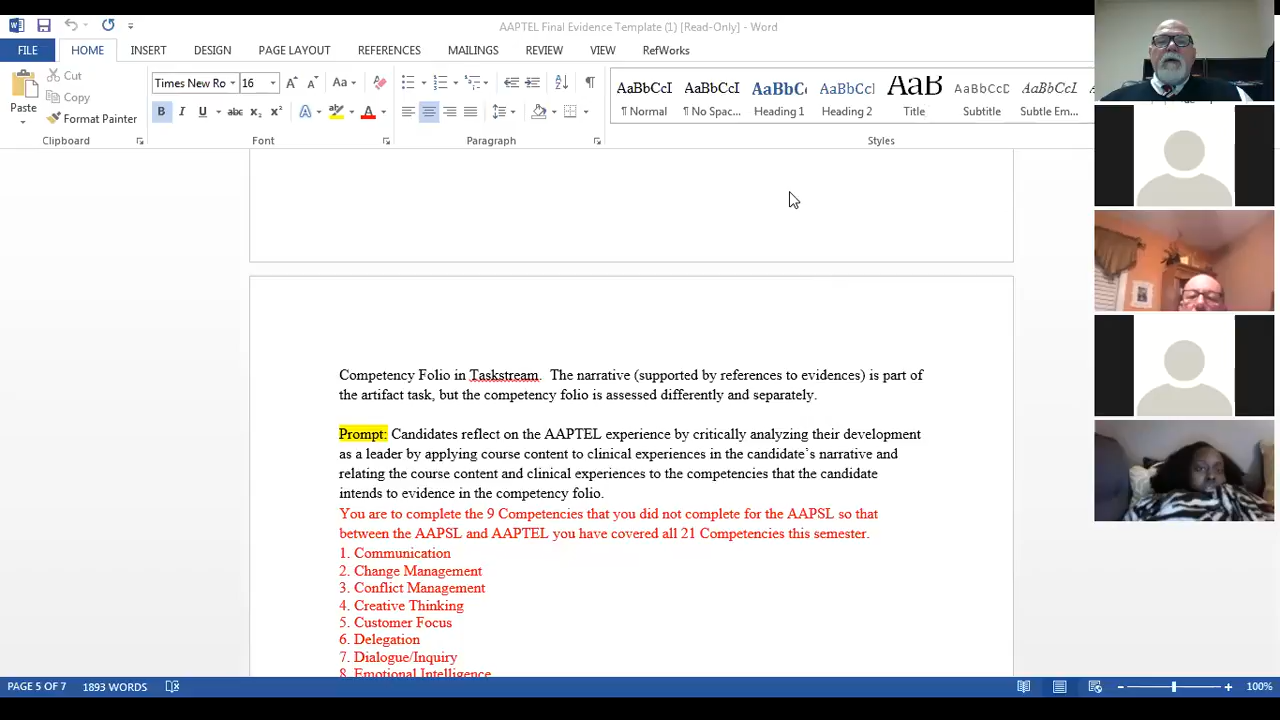 AAPTEL Final Evidence Template (1) [Read-Only] - Word
FILE HOME INSERT DESIGN PAGE LAYOUT REFERENCES MAILINGS REVIEW VIEW RefWorks
Paste
Cut
Copy
Format Painter
Clipboard
Times New Ro 16
Font
Paragraph
AaBbCcI AaBbCcI AaBbCc AaBbCcI AaB AaBbCcD AaBbCcI
¶ Normal ¶ No Spac... Heading 1 Heading 2 Title Subtitle Subtle Em...
Styles
Competency Folio in Taskstream. The narrative (supported by references to evidences) is part of
the artifact task, but the competency folio is assessed differently and separately.
Prompt: Candidates reflect on the AAPTEL experience by critically analyzing their development
as a leader by applying course content to clinical experiences in the candidate’s narrative and
relating the course content and clinical experiences to the competencies that the candidate
intends to evidence in the competency folio.
You are to complete the 9 Competencies that you did not complete for the AAPSL so that
between the AAPSL and AAPTEL you have covered all 21 Competencies this semester.
1. Communication
2. Change Management
3. Conflict Management
4. Creative Thinking
5. Customer Focus
6. Delegation
7. Dialogue/Inquiry
8. Emotional Intelligence
PAGE 5 OF 7 1893 WORDS 100%